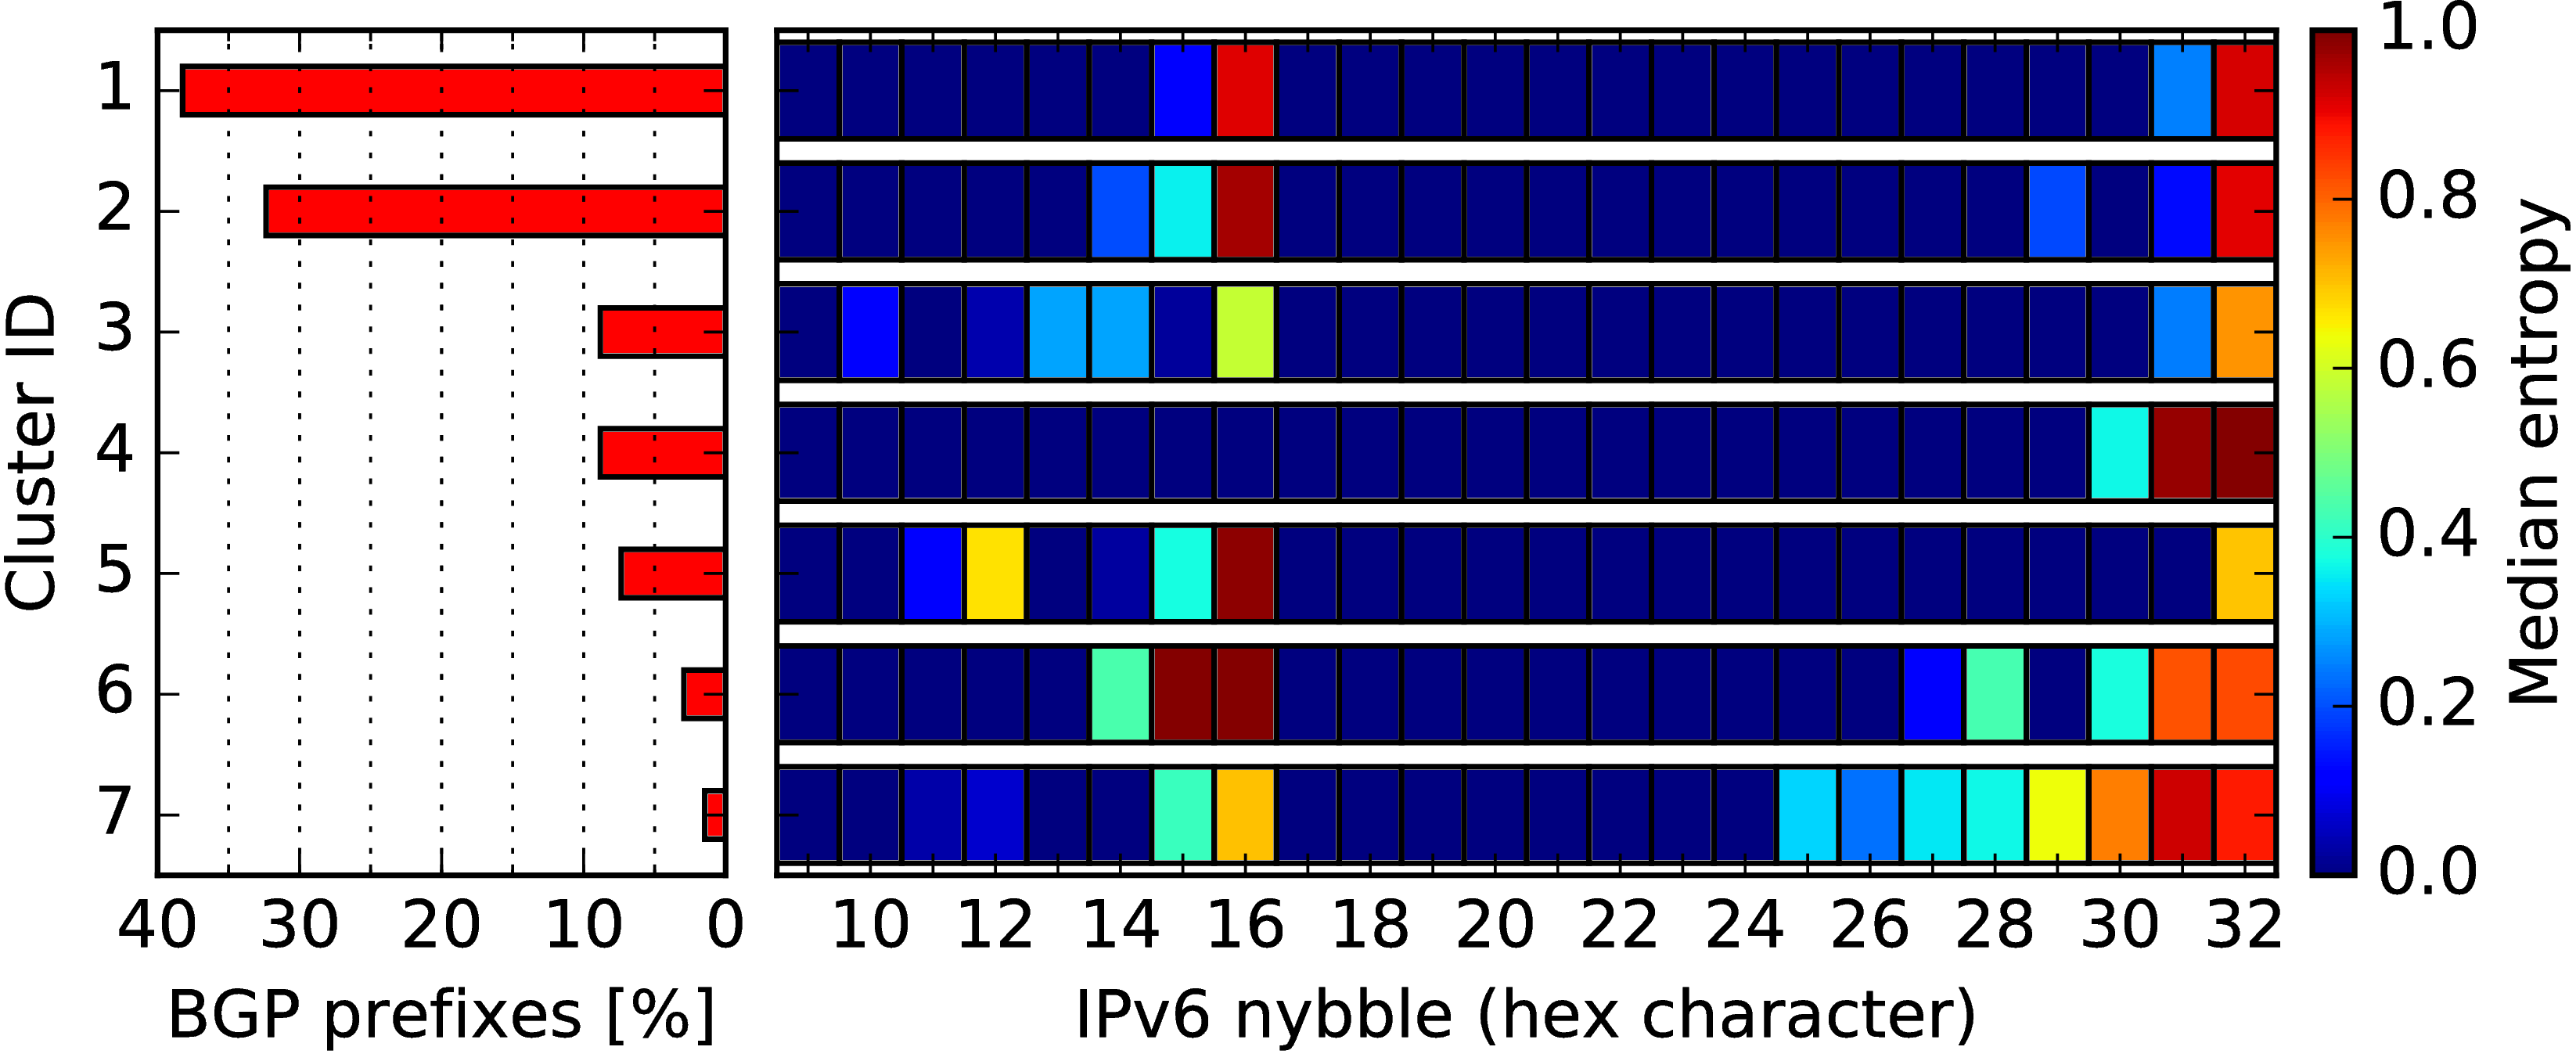 Cluster ID
1
2
3
4
5
6
7
40 30 20 10 0
BGP prefixes [%]
10 12 14 16 18 20 22 24 26 28 30 32
IPv6 nybble (hex character)
1.0
0.8
0.6
0.4
0.2
0.0
Median entropy